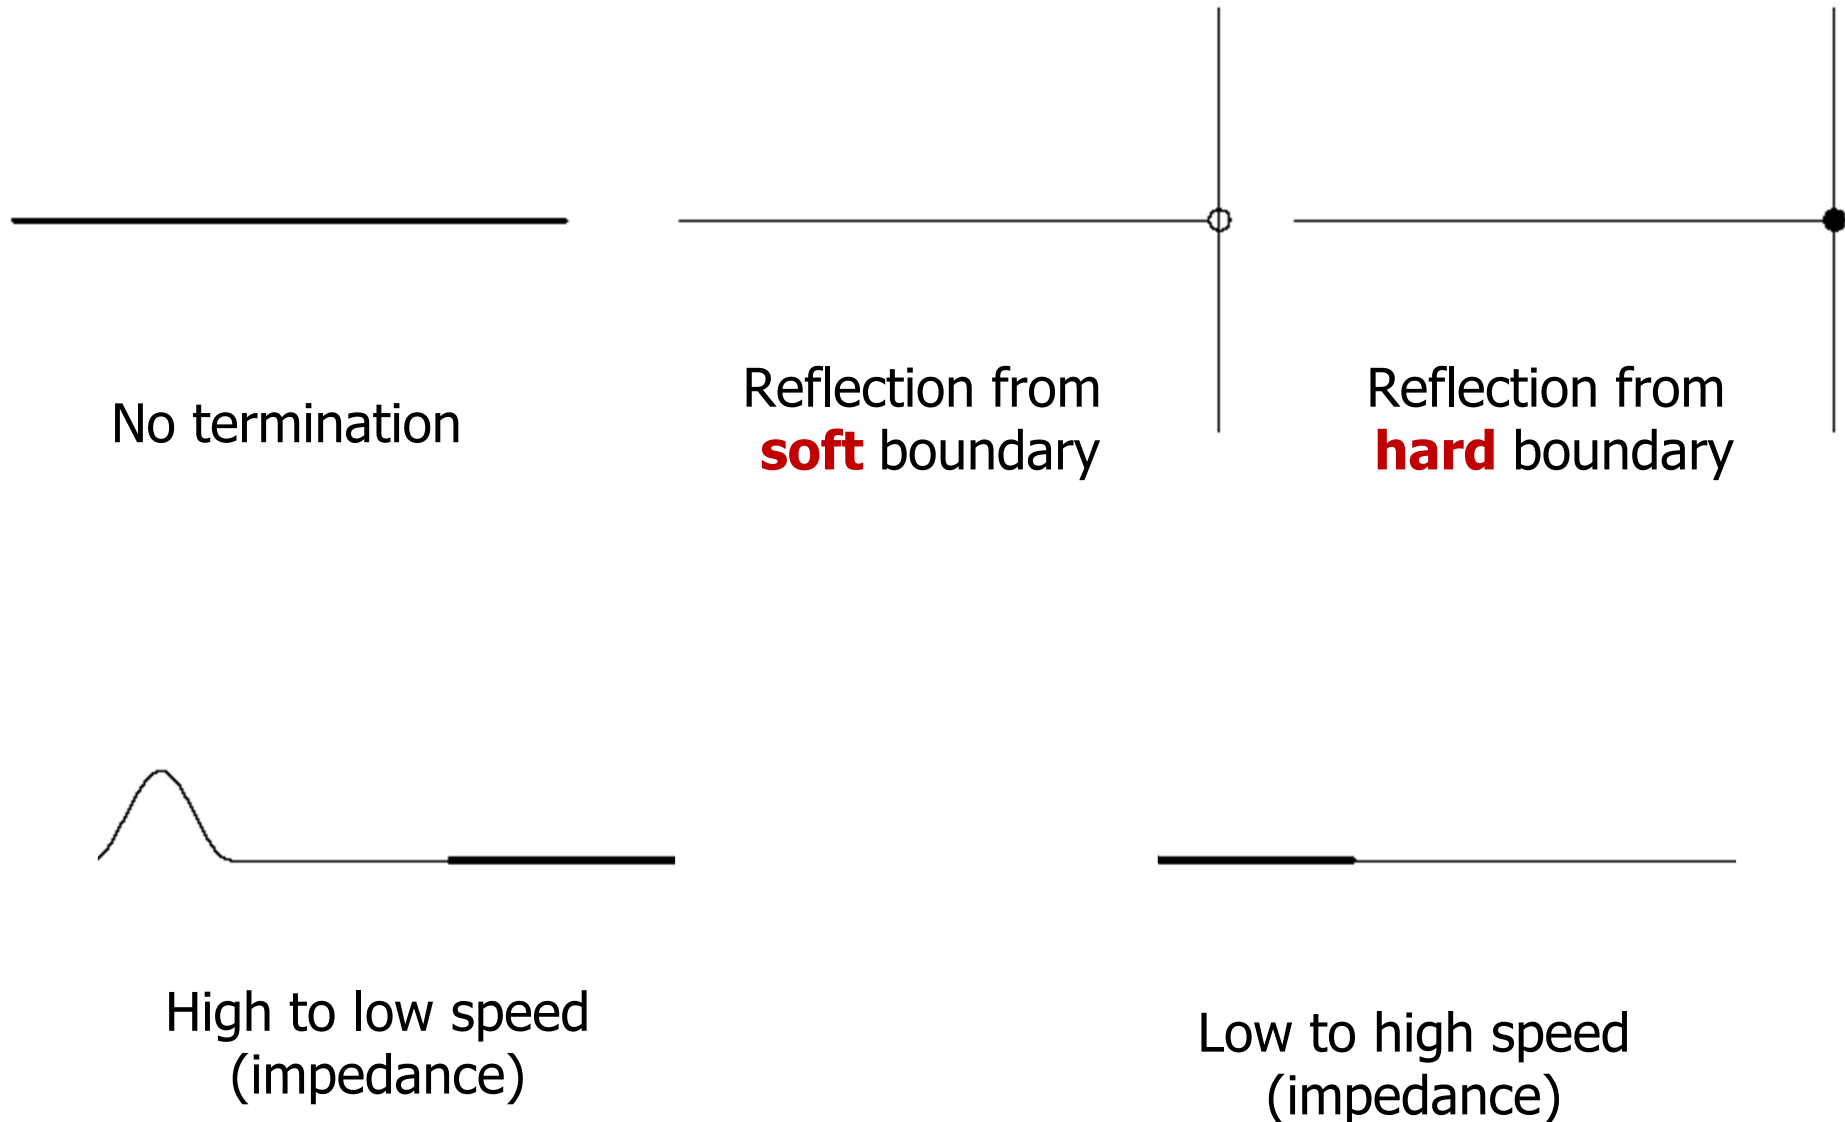 No termination
Reflection from
soft boundary
Reflection from
hard boundary
High to low speed
(impedance)
Low to high speed
(impedance)